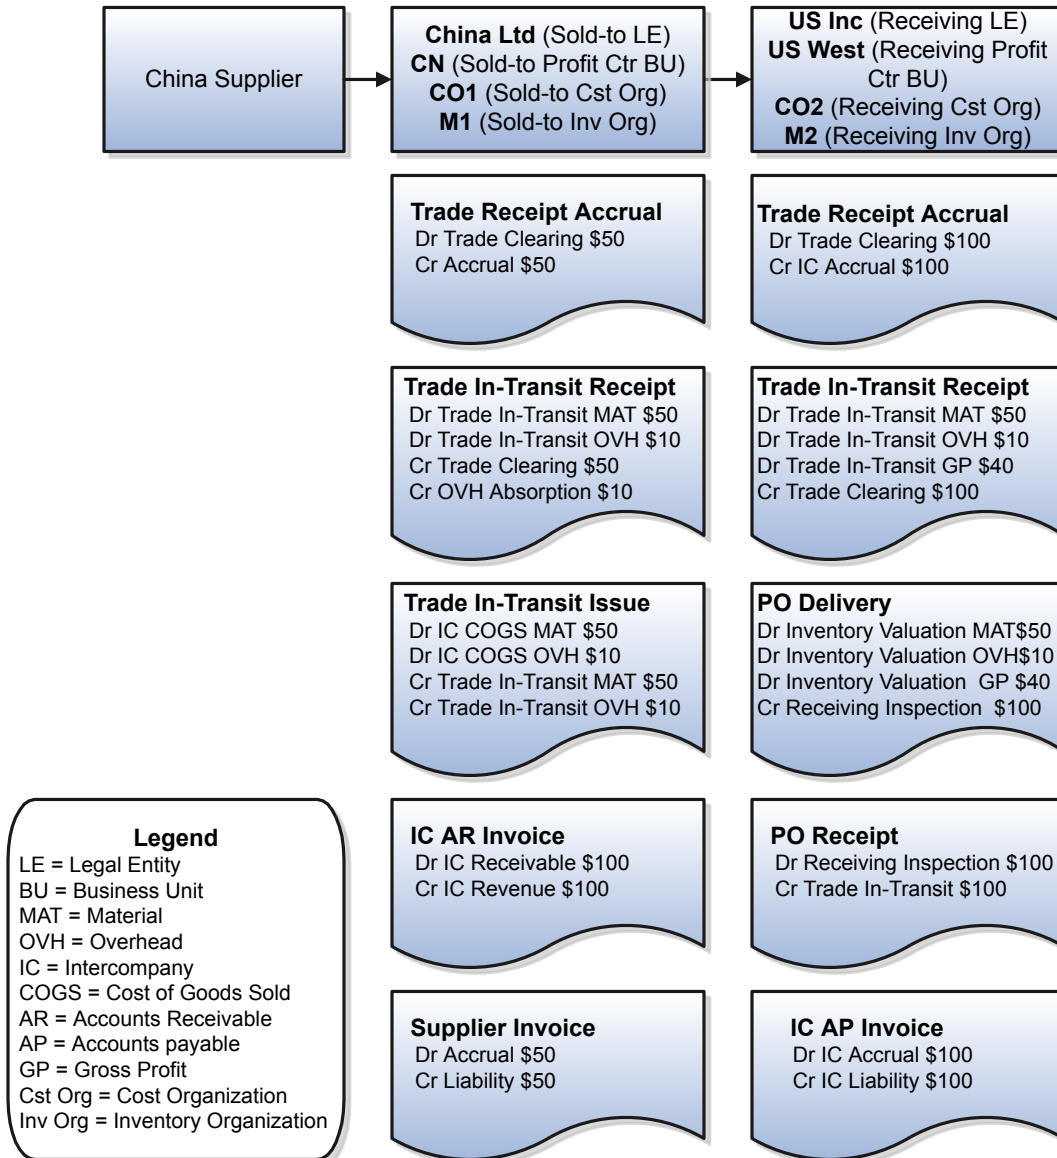 China Supplier
China Ltd (Sold-to LE)
CN (Sold-to Profit Ctr BU)
CO1 (Sold-to Cst Org)
M1 (Sold-to Inv Org)
US Inc (Receiving LE)
US West (Receiving Profit
Ctr BU)
CO2 (Receiving Cst Org)
M2 (Receiving Inv Org)
Trade Receipt Accrual
Dr Trade Clearing $50
Cr Accrual $50
Trade Receipt Accrual
Dr Trade Clearing $100
Cr IC Accrual $100
Trade In-Transit Receipt
Dr Trade In-Transit MAT $50
Dr Trade In-Transit OVH $10
Cr Trade Clearing $50
Cr OVH Absorption $10
Trade In-Transit Receipt
Dr Trade In-Transit MAT $50
Dr Trade In-Transit OVH $10
Dr Trade In-Transit GP $40
Cr Trade Clearing $100
Trade In-Transit Issue
Dr IC COGS MAT $50
Dr IC COGS OVH $10
Cr Trade In-Transit MAT $50
Cr Trade In-Transit OVH $10
PO Delivery
Dr Inventory Valuation MAT$50
Dr Inventory Valuation OVH$10
Dr Inventory Valuation  GP $40
Cr Receiving Inspection  $100
Legend
LE = Legal Entity
BU = Business Unit
MAT = Material
OVH = Overhead
IC = Intercompany
COGS = Cost of Goods Sold
AR = Accounts Receivable
AP = Accounts payable
GP = Gross Profit
Cst Org = Cost Organization
Inv Org = Inventory Organization
IC AR Invoice
Dr IC Receivable $100
Cr IC Revenue $100
PO Receipt
Dr Receiving Inspection $100
Cr Trade In-Transit $100
Supplier Invoice
Dr Accrual $50
Cr Liability $50
IC AP Invoice
Dr IC Accrual $100
Cr IC Liability $100